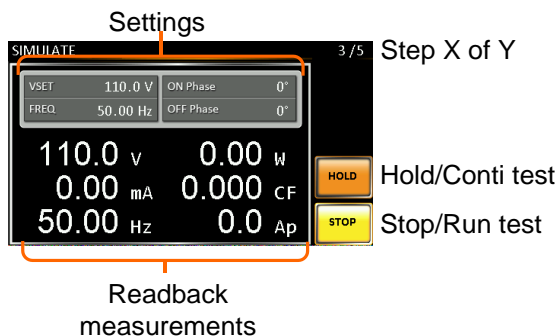 Settings
SIMULATE 3/5 Step X of Y
VSET 110.0 V ON Phase 0°
FREQ 50.00 Hz OFF Phase 0°
110.0 V 0.00 W
0.00 mA 0.000 CF
50.00 Hz 0.0 Ap
HOLD Hold/Conti test
STOP Stop/Run test
Readback
measurements